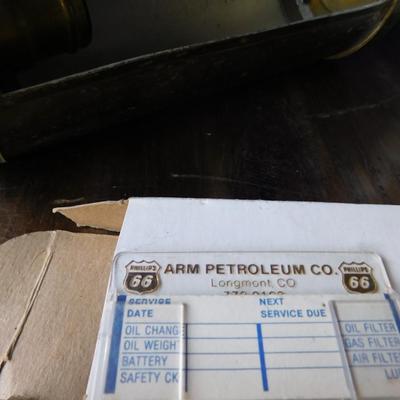 PHILLIPS 66 ARM PETROLEUM CO. PHILLIPS 66
Longmont, CO
SERVICE NEXT
DATE SERVICE DUE
OIL CHANGE OIL FILTER
OIL WEIGHT GAS FILTER
BATTERY AIR FILTER
SAFETY CK